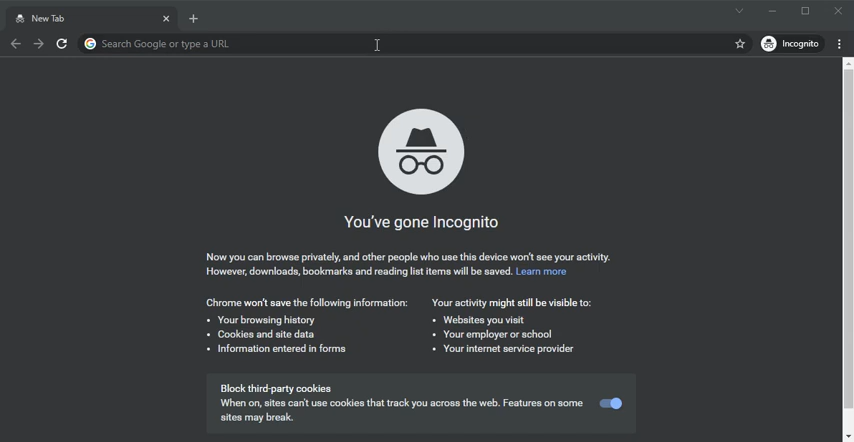 New Tab
Search Google or type a URL
Incognito
You've gone Incognito
Now you can browse privately, and other people who use this device won't see your activity.
However, downloads, bookmarks and reading list items will be saved. Learn more
Chrome won't save the following information:
• Your browsing history
• Cookies and site data
• Information entered in forms
Your activity might still be visible to:
• Websites you visit
• Your employer or school
• Your internet service provider
Block third-party cookies
When on, sites can't use cookies that track you across the web. Features on some
sites may break.